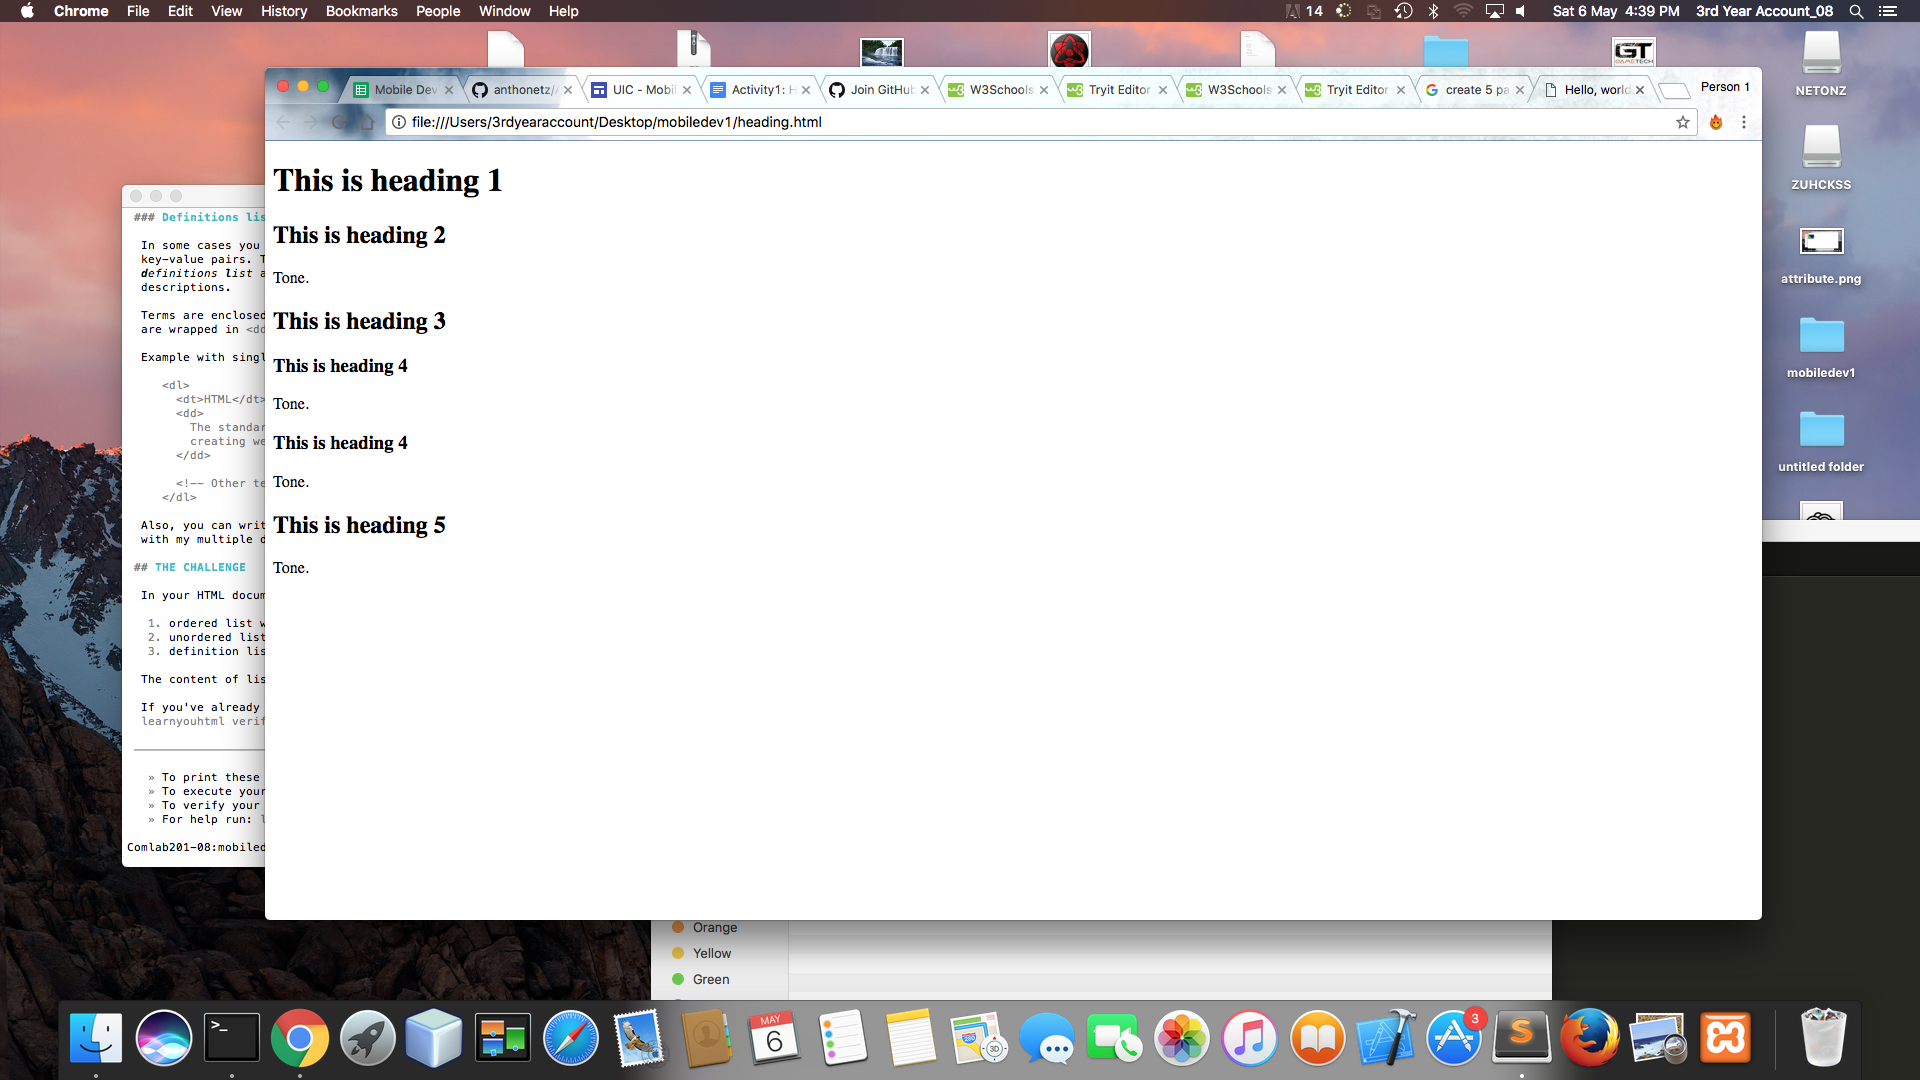 Chrome File Edit View History Bookmarks People Window Help
14 Sat 6 May 4:39 PM 3rd Year Account_08
GT
GAMETECH
Mobile Dev
anthonetz/
UIC - Mobil
Activity1: H
Join GitHub
W3Schools
Tryit Editor
W3Schools
Tryit Editor
create 5 pa
Hello, world
Person 1
file:///Users/3rdyearaccount/Desktop/mobiledev1/heading.html
This is heading 1
This is heading 2
Tone.
This is heading 3
This is heading 4
Tone.
This is heading 4
Tone.
This is heading 5
Tone.
### Definitions lis
In some cases you
key-value pairs. T
definitions list a
descriptions.
Terms are enclosed
are wrapped in <dd
Example with singl
<dl>
<dt>HTML</dt>
<dd>
The standar
creating we
</dd>
<!-- Other te
</dl>
Also, you can writ
with my multiple d
## THE CHALLENGE
In your HTML docum
1. ordered list w
2. unordered list
3. definition lis
The content of lis
If you've already
learnyouhtml verif
» To print these
» To execute your
» To verify your
» For help run: l
Comlab201-08:mobiled
NETONZ
ZUHCKSS
attribute.png
mobiledev1
untitled folder
Orange
Yellow
Green
>_
MAY
6
280
3D
3
S